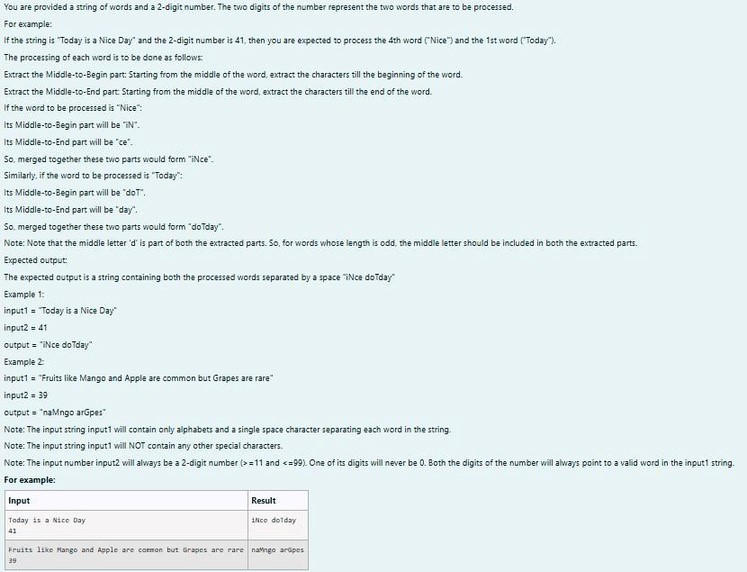 You are provided a string of words and a 2-digit number. The two digits of the number represent the two words that are to be processed.
For example:
If the string is "Today is a Nice Day" and the 2-digit number is 41, then you are expected to process the 4th word ("Nice") and the 1st word ("Today").
The processing of each word is to be done as follows:
Extract the Middle-to-Begin part: Starting from the middle of the word, extract the characters till the beginning of the word.
Extract the Middle-to-End part: Starting from the middle of the word, extract the characters till the end of the word.
If the word to be processed is "Nice":
Its Middle-to-Begin part will be "iN".
Its Middle-to-End part will be "ce".
So, merged together these two parts would form "iNce".
Similarly, if the word to be processed is "Today":
Its Middle-to-Begin part will be "doT".
Its Middle-to-End part will be "day".
So, merged together these two parts would form "doTday".
Note: Note that the middle letter 'd' is part of both the extracted parts. So, for words whose length is odd, the middle letter should be included in both the extracted parts.
Expected output:
The expected output is a string containing both the processed words separated by a space "iNce doTday"
Example 1:
input1 = "Today is a Nice Day"
input2 = 41
output = "iNce doTday"
Example 2:
input1 = "Fruits like Mango and Apple are common but Grapes are rare"
input2 = 39
output = "naMngo arGpes"
Note: The input string input1 will contain only alphabets and a single space character separating each word in the string.
Note: The input string input1 will NOT contain any other special characters.
Note: The input number input2 will always be a 2-digit number (>=11 and <=99). One of its digits will never be 0. Both the digits of the number will always point to a valid word in the input1 string.
For example:
Input Result
Today is a Nice Day iNce doTday
41
Fruits like Mango and Apple are common but Grapes are rare naMngo arGpes
39